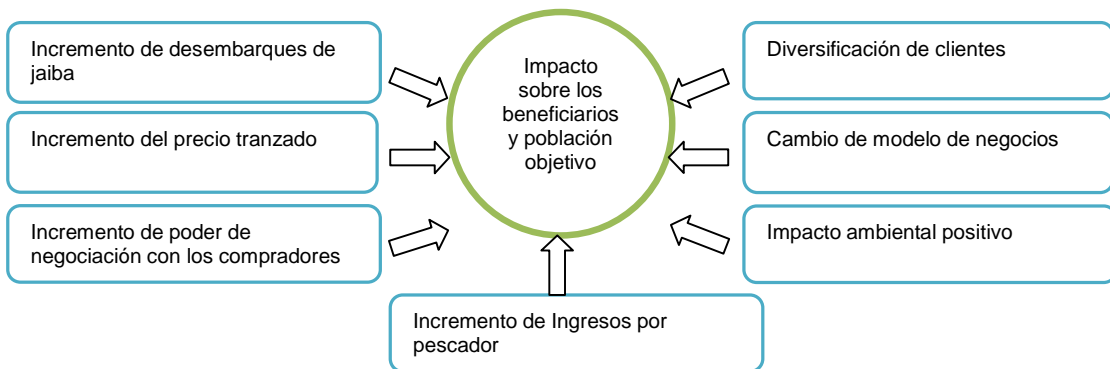 Incremento de desembarques de
jaiba
Incremento del precio tranzado
Incremento de poder de
negociación con los compradores
Impacto
sobre los
beneficiarios
y población
objetivo
Diversificación de clientes
Cambio de modelo de negocios
Impacto ambiental positivo
Incremento de Ingresos por
pescador